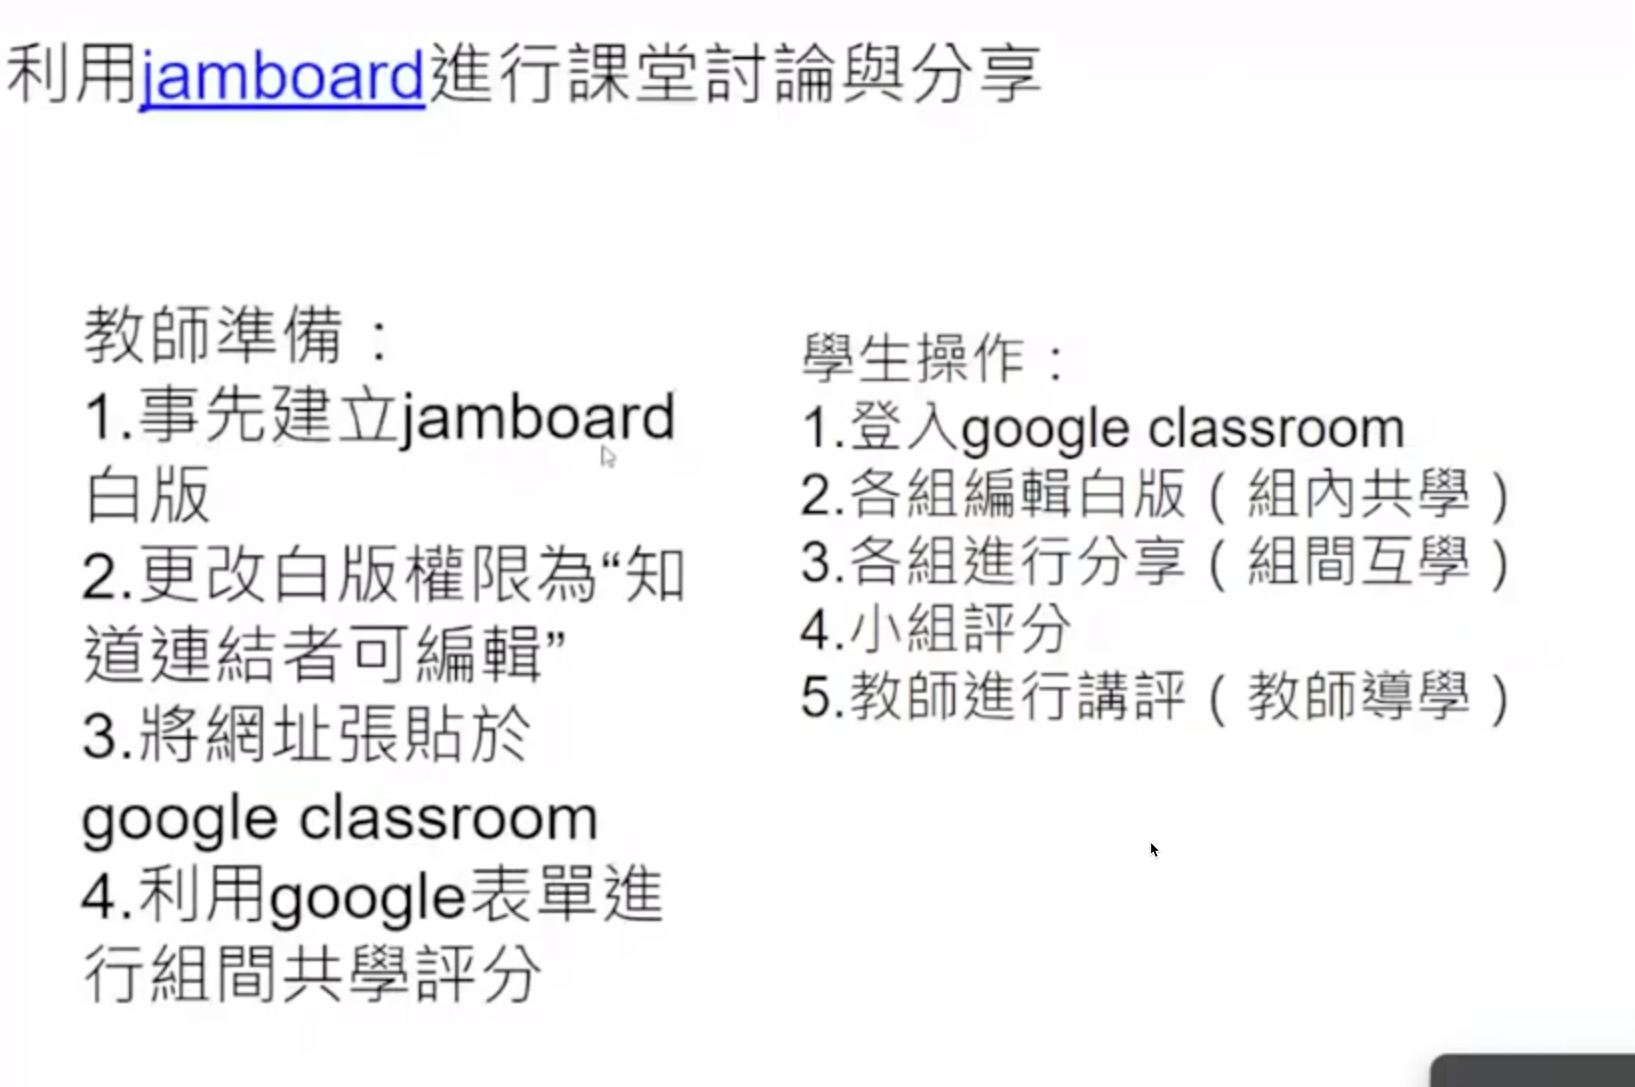 利用jamboard進行課堂討論與分享
教師準備：
1.事先建立jamboard
白版
2.更改白版權限為“知
道連結者可編輯”
3.將網址張貼於
google classroom
4.利用google表單進
行組間共學評分
學生操作：
1.登入google classroom
2.各組編輯白版（組內共學）
3.各組進行分享（組間互學）
4.小組評分
5.教師進行講評（教師導學）